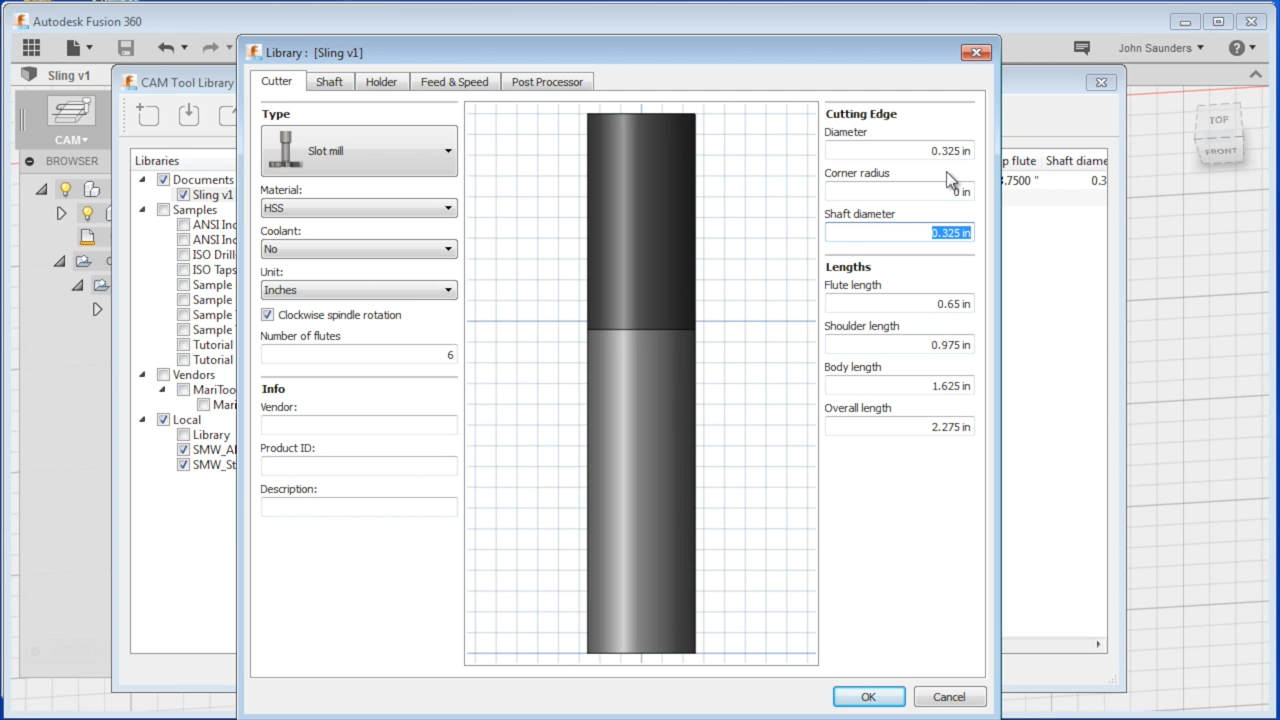 Autodesk Fusion 360
John Saunders
Sling v1
CAM Tool Library
Library : [Sling v1]
Cutter
Shaft
Holder
Feed & Speed
Post Processor
CAM
BROWSER
TOP
FRONT
Libraries
Documents
Sling v1
Samples
ANSI Inc
ANSI Inc
ISO Drill
ISO Taps
Sample
Sample
Sample
Sample
Tutorial
Tutorial
Vendors
MariToo
Mari
Local
Library
SMW_Al
SMW_St
Type
Slot mill
Material:
HSS
Coolant:
No
Unit:
Inches
Clockwise spindle rotation
Number of flutes
6
Info
Vendor:
Product ID:
Description:
Cutting Edge
Diameter
0.325 in
Corner radius
0 in
Shaft diameter
0.325 in
Lengths
Flute length
0.65 in
Shoulder length
0.975 in
Body length
1.625 in
Overall length
2.275 in
OK
Cancel
p flute
Shaft diame
.7500 "
0.3